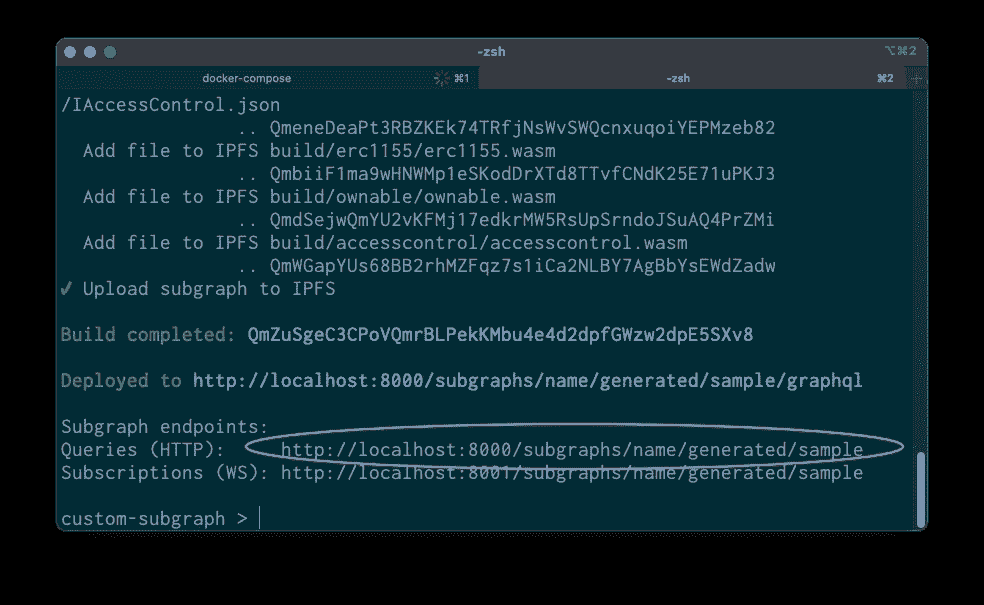 -zsh
⌥⌘2
docker-compose ⌘1
-zsh ⌘2 +
/IAccessControl.json
.. QmeneDeaPt3RBZKEk74TRfjNsWvSWQcnxuqoiYEPMzeb82
Add file to IPFS build/erc1155/erc1155.wasm
.. QmbiiF1ma9wHNWMp1eSKodDrXTd8TTvfCNdK25E71uPKJ3
Add file to IPFS build/ownable/ownable.wasm
.. QmdSejwQmYU2vKFMj17edkrMW5RsUpSrndoJSuAQ4PrZMi
Add file to IPFS build/accesscontrol/accesscontrol.wasm
.. QmWGapYUs68BB2rhMZFqz7s1iCa2NLBY7AgBbYsEWdZadw
✔ Upload subgraph to IPFS
Build completed: QmZuSgeC3CPoVQmrBLPekKMbu4e4d2dpfGWzw2dpE5SXv8
Deployed to http://localhost:8000/subgraphs/name/generated/sample/graphql
Subgraph endpoints:
Queries (HTTP): http://localhost:8000/subgraphs/name/generated/sample
Subscriptions (WS): http://localhost:8001/subgraphs/name/generated/sample
custom-subgraph >